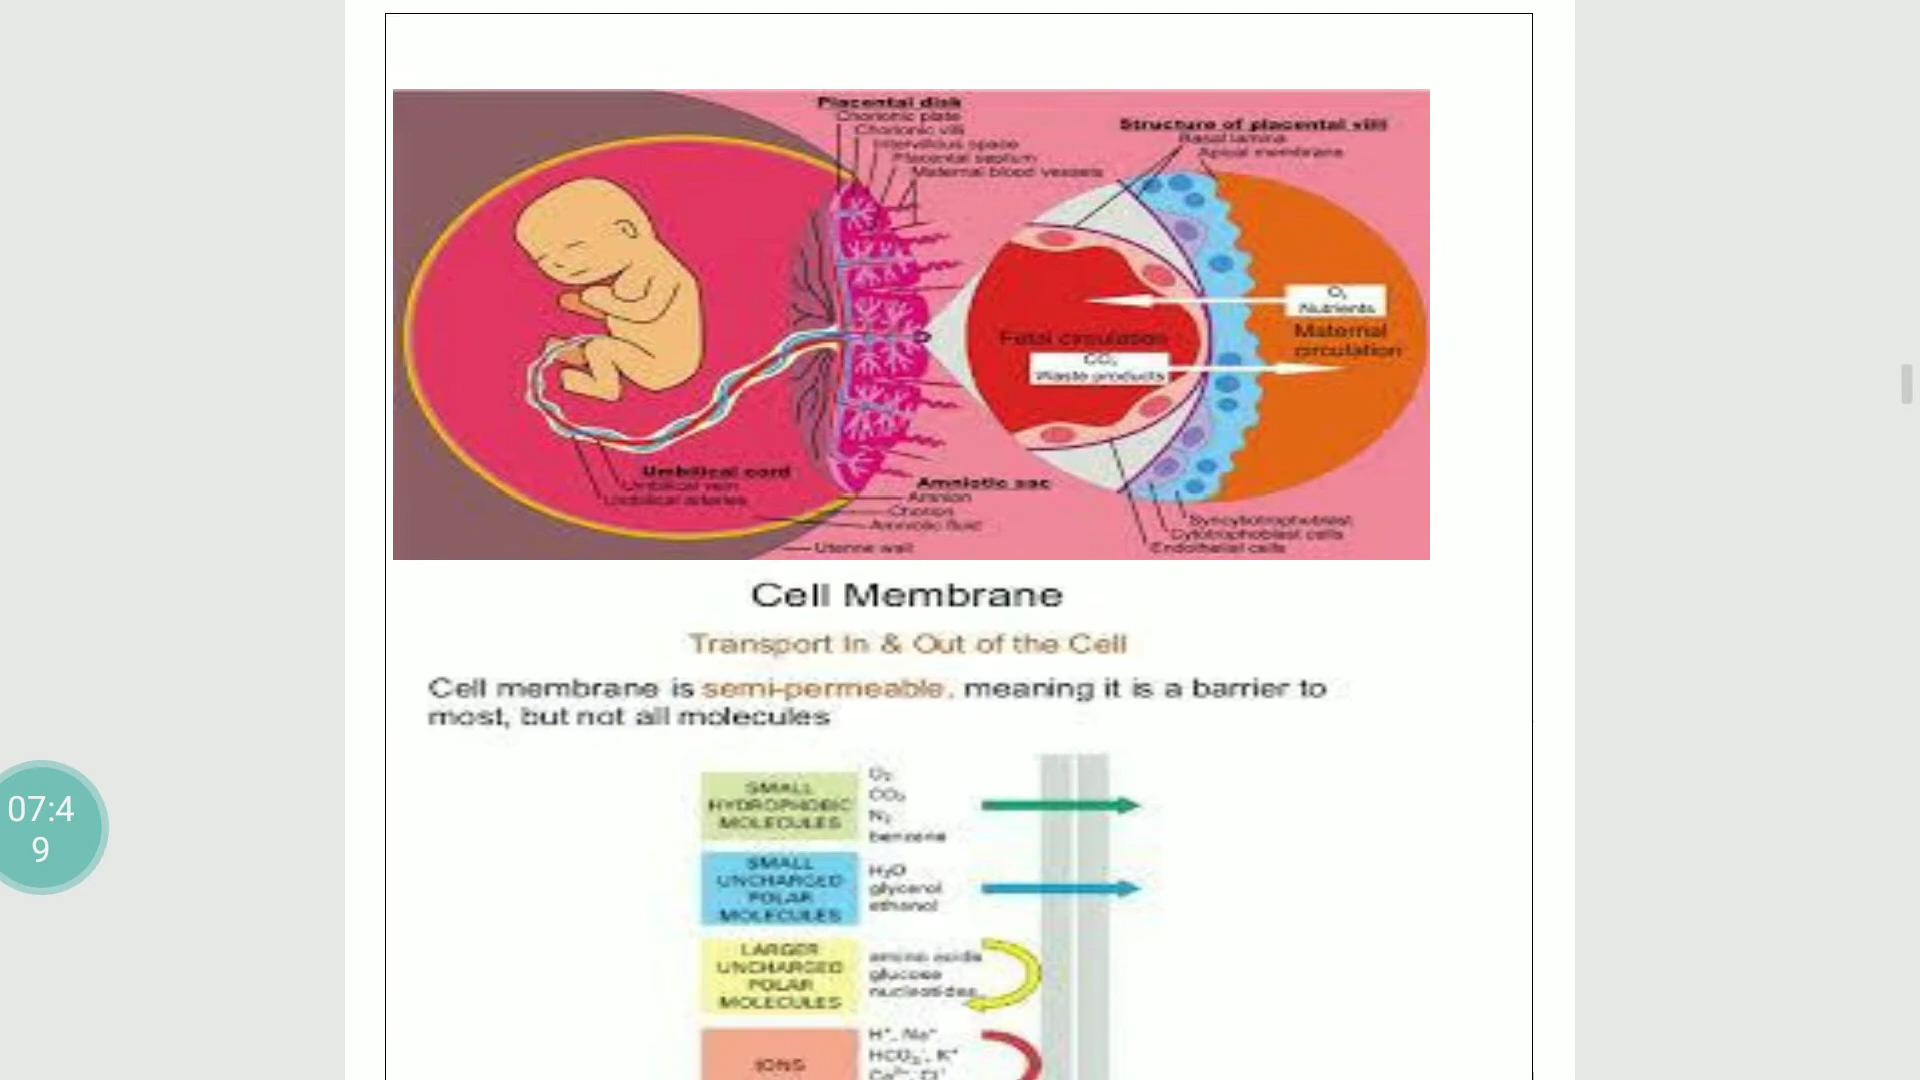 Placental disk
Chorionic plate
Chorionic villi
Intervillous space
Placental septum
Maternal blood vessels
Structure of placental villi
Basal lamina
Apical membrane
O₂
Nutrients
Maternal
circulation
Fetal circulation
CO₂
Waste products
Umbilical cord
Umbilical vein
Umbilical arteries
Amniotic sac
Amnion
Chorion
Amniotic fluid
Uterine wall
Syncytiotrophoblast
Cytotrophoblast cells
Endothelial cells
Cell Membrane
Transport In & Out of the Cell
Cell membrane is semi-permeable, meaning it is a barrier to
most, but not all molecules
SMALL
HYDROPHOBIC
MOLECULES
O₂
CO₂
N₂
benzene
SMALL
UNCHARGED
POLAR
MOLECULES
H₂O
glycerol
ethanol
LARGER
UNCHARGED
POLAR
MOLECULES
amino acids
glucose
nucleotides
IONS
H⁺, Na⁺
HCO₃⁻, K⁺
Ca²⁺, Cl⁻
07:4
9